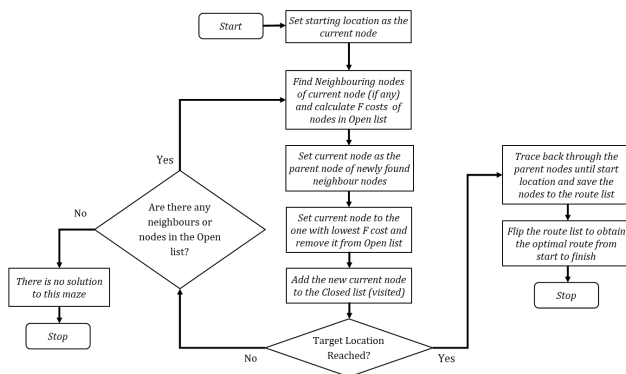 Start
Set starting location as the
current node
Find Neighbouring nodes
of current node (if any)
and calculate F costs of
nodes in Open list
Set current node as the
parent node of newly found
neighbour nodes
Set current node to the
one with lowest F cost and
remove it from Open list
Add the new current node
to the Closed list (visited)
Target Location
Reached?
No
Yes
Are there any
neighbours or
nodes in the Open
list?
Yes
No
There is no solution
to this maze
Stop
Trace back through the
parent nodes until start
location and save the
nodes to the route list
Flip the route list to obtain
the optimal route from
start to finish
Stop